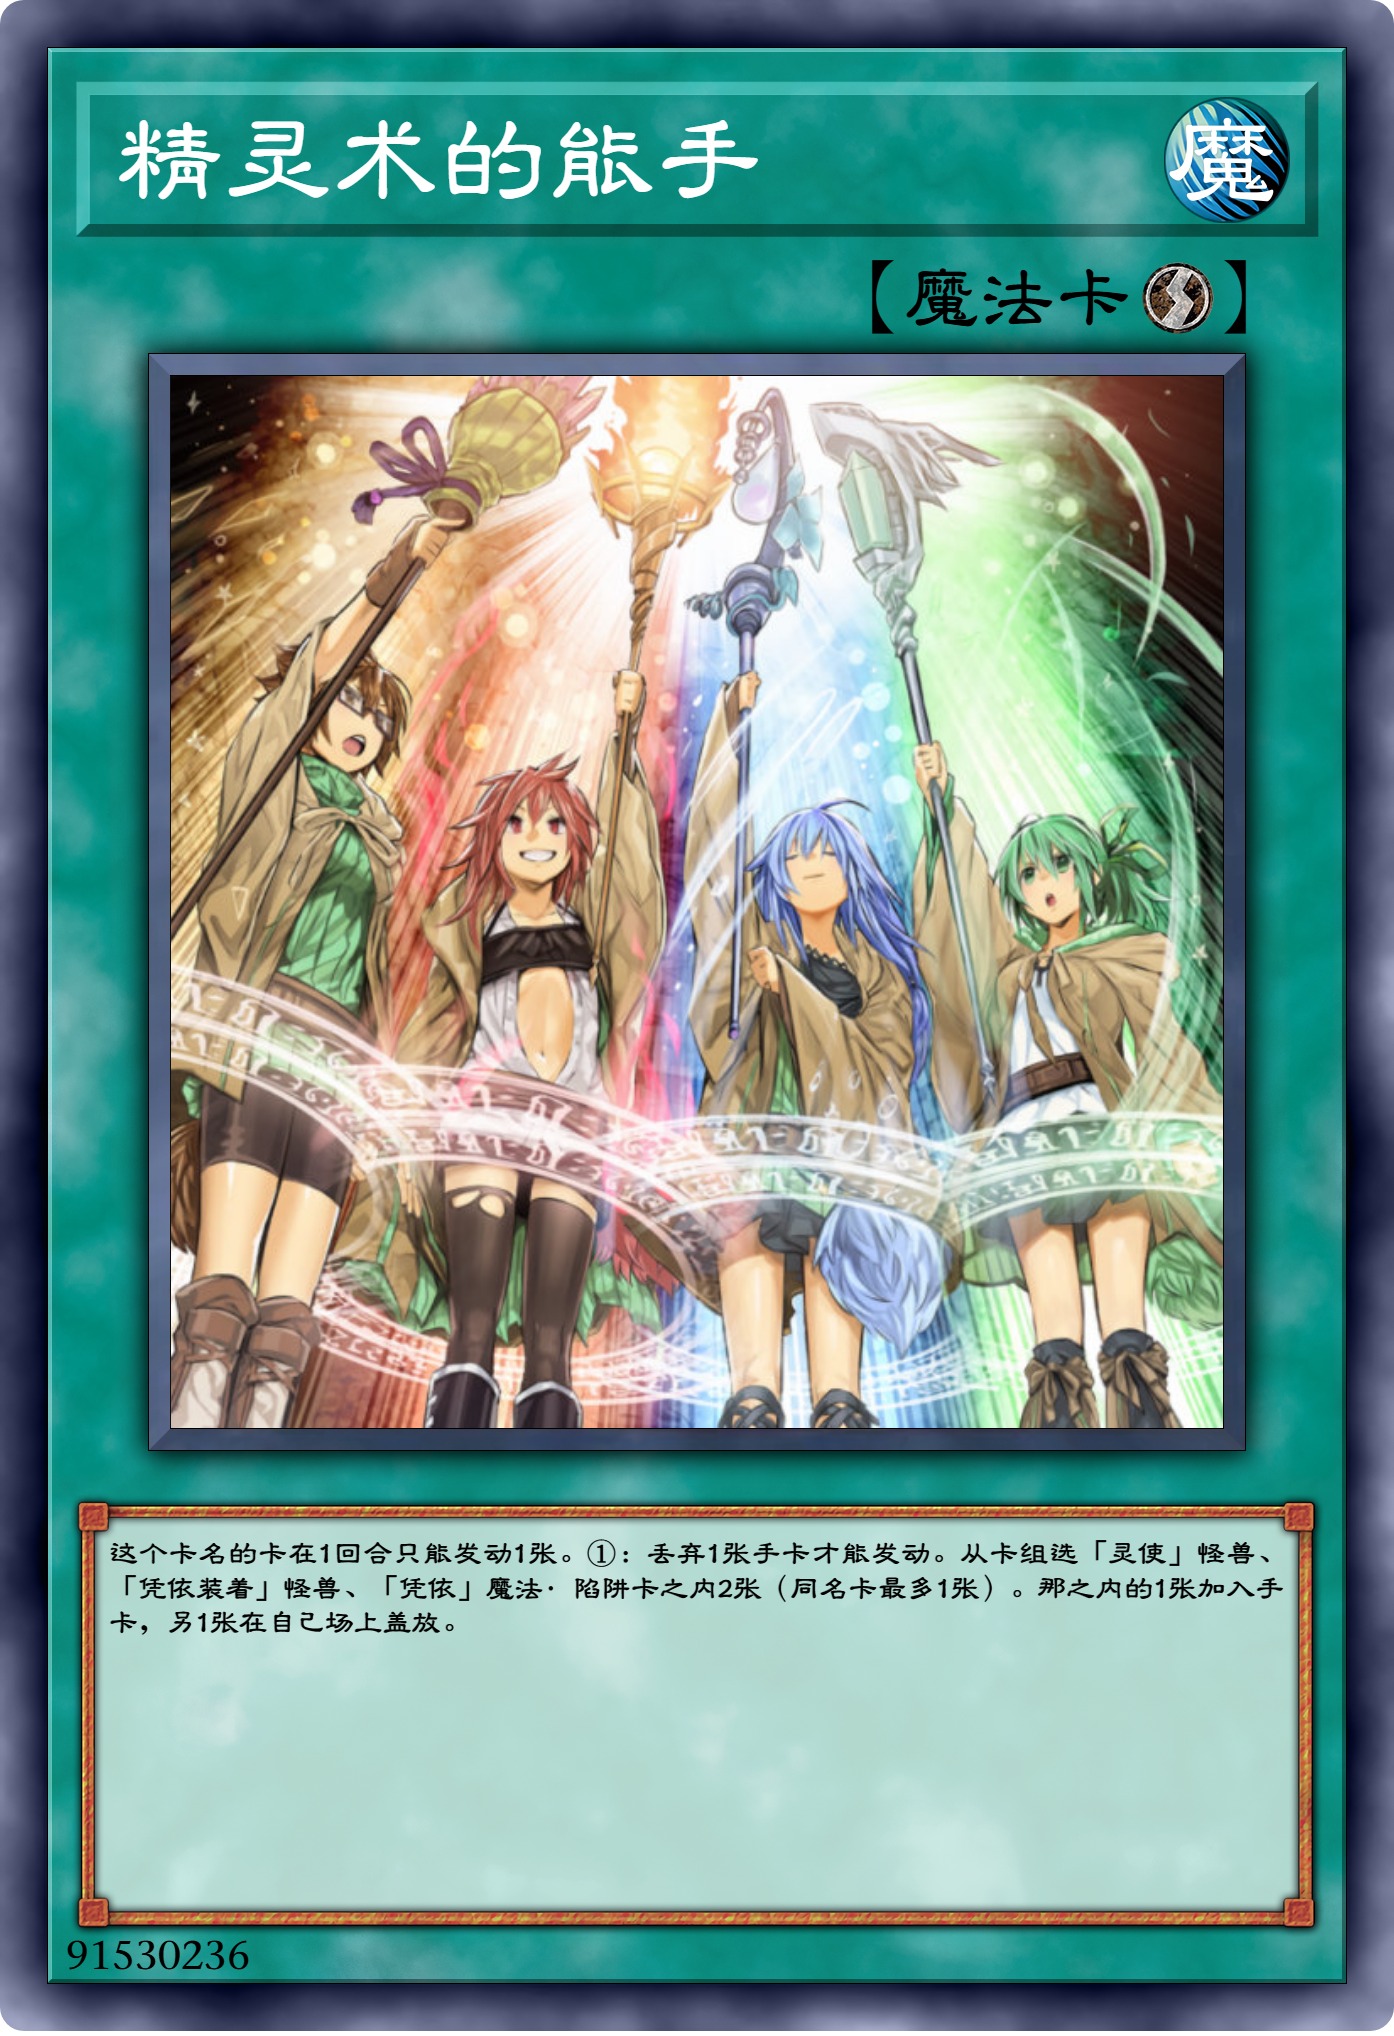 精灵术的能手
魔
【魔法卡】
这个卡名的卡在1回合只能发动1张。①：丢弃1张手卡才能发动。从卡组选「灵使」怪兽、
「凭依装着」怪兽、「凭依」魔法·陷阱卡之内2张（同名卡最多1张）。那之内的1张加入手
卡，另1张在自己场上盖放。
91530236